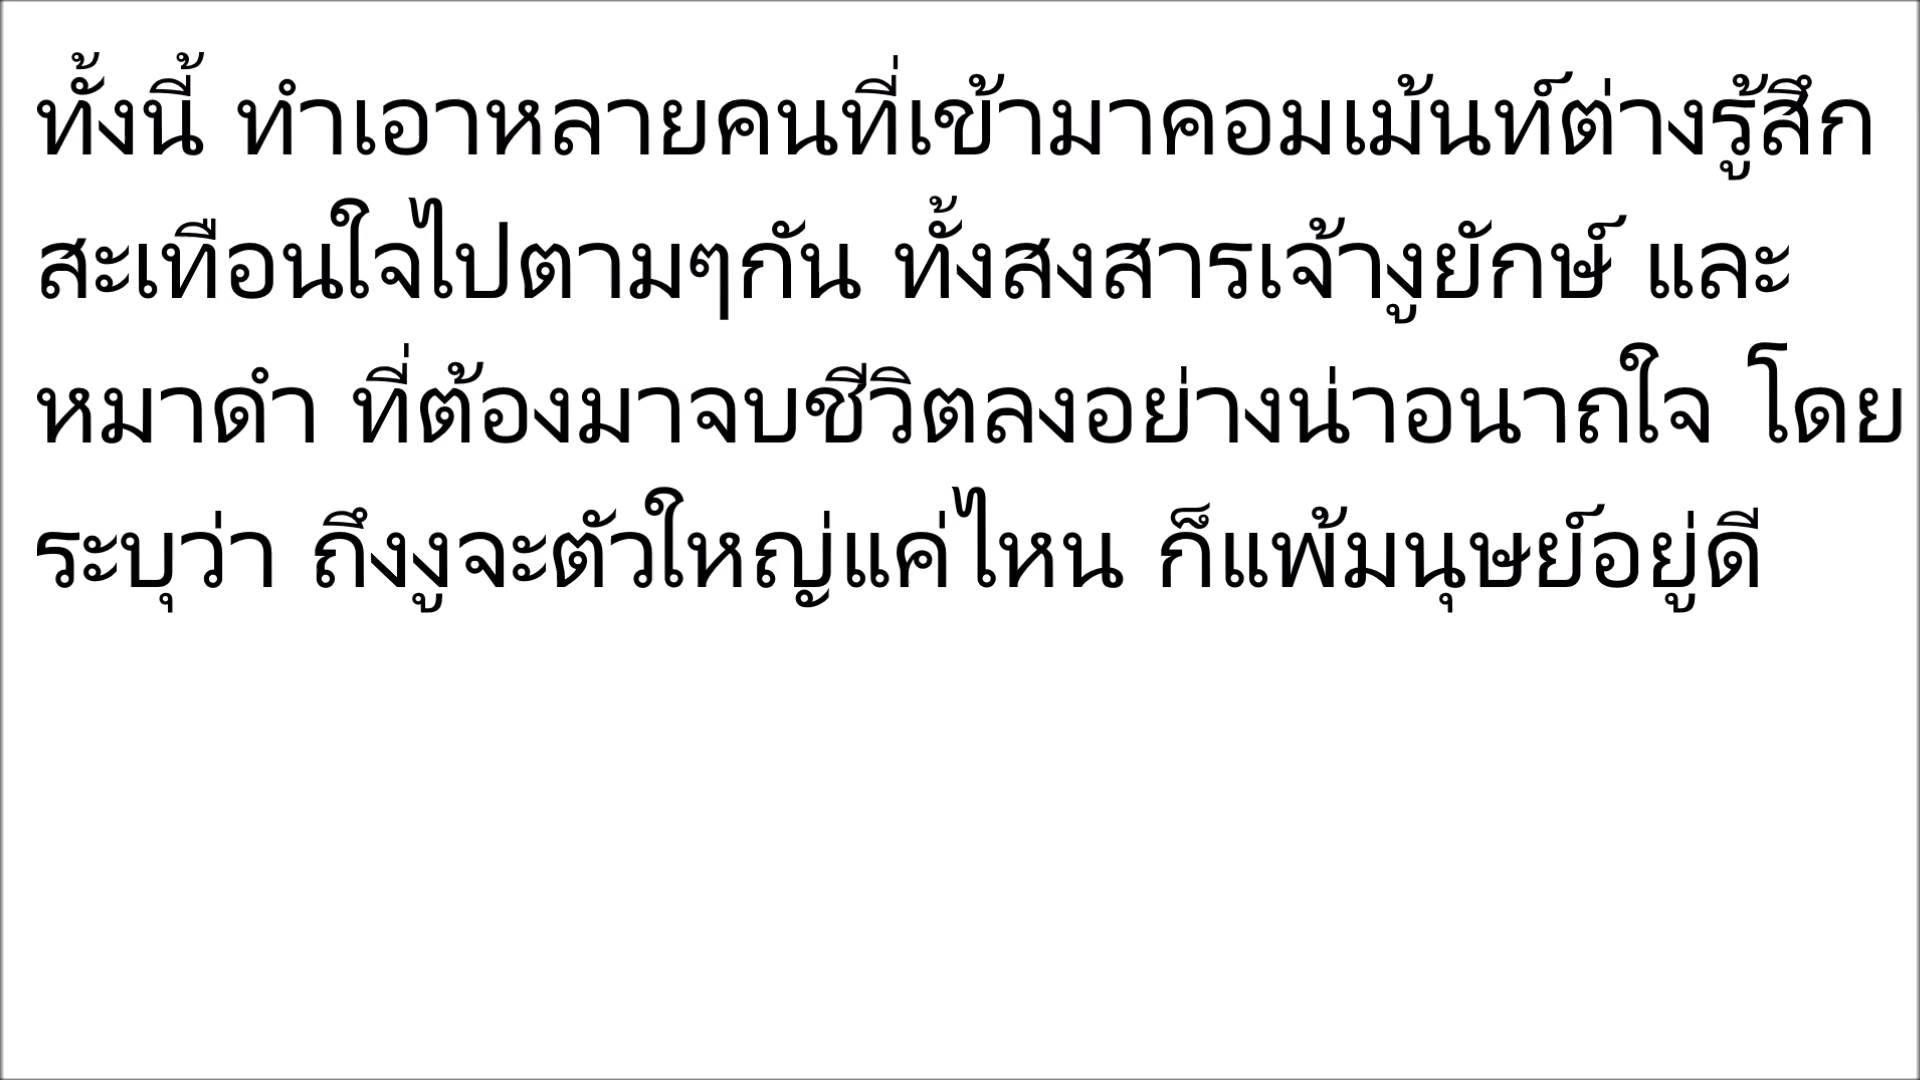 ทั้งนี้ ทำเอาหลายคนที่เข้ามาคอมเม้นท์ต่างรู้สึก
สะเทือนใจไปตามๆกัน ทั้งสงสารเจ้างูยักษ์ และ
หมาดำ ที่ต้องมาจบชีวิตลงอย่างน่าอนาถใจ โดย
ระบุว่า ถึงงูจะตัวใหญ่แค่ไหน ก็แพ้มนุษย์อยู่ดี